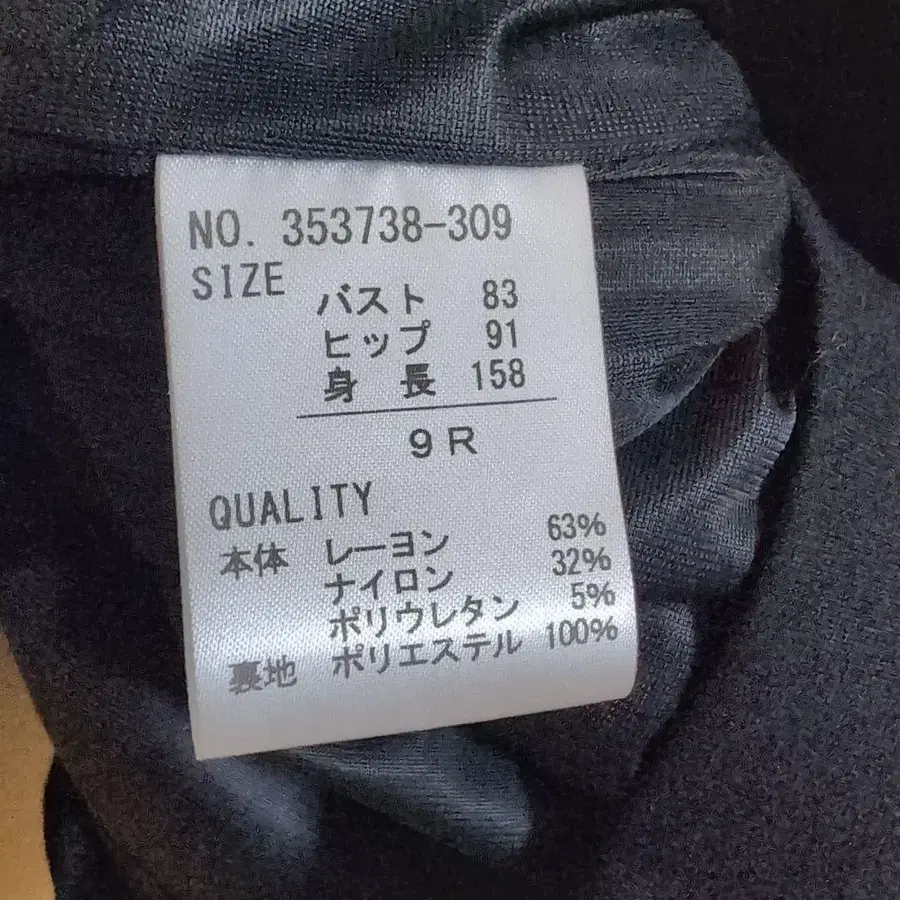 NO. 353738-309
SIZE
バスト 83
ヒップ 91
身長 158
9R
QUALITY
本体 レーヨン 63%
ナイロン 32%
ポリウレタン 5%
裏地 ポリエステル 100%